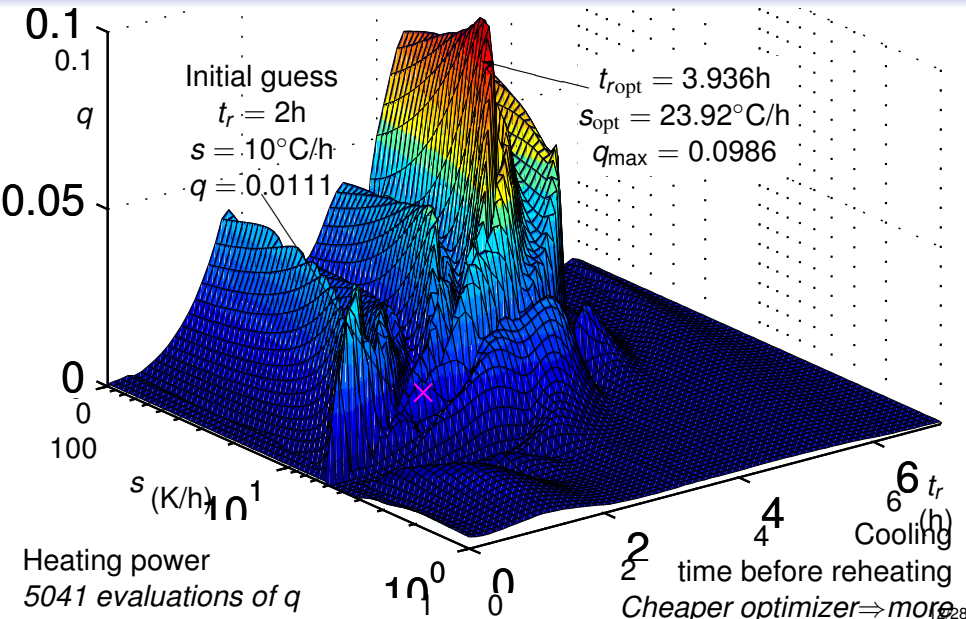 0.1
0.1
q
0.05
0
0
100
Initial guess
t_r = 2h
s = 10°C/h
q = 0.0111
t_ropt = 3.936h
s_opt = 23.92°C/h
q_max = 0.0986
s (K/h)
10^1
10^0
1
0
0
2
2
4
4
6
6
t_r
(h)
Heating power
5041 evaluations of q
Cooling
time before reheating
Cheaper optimizer⇒more
12/28